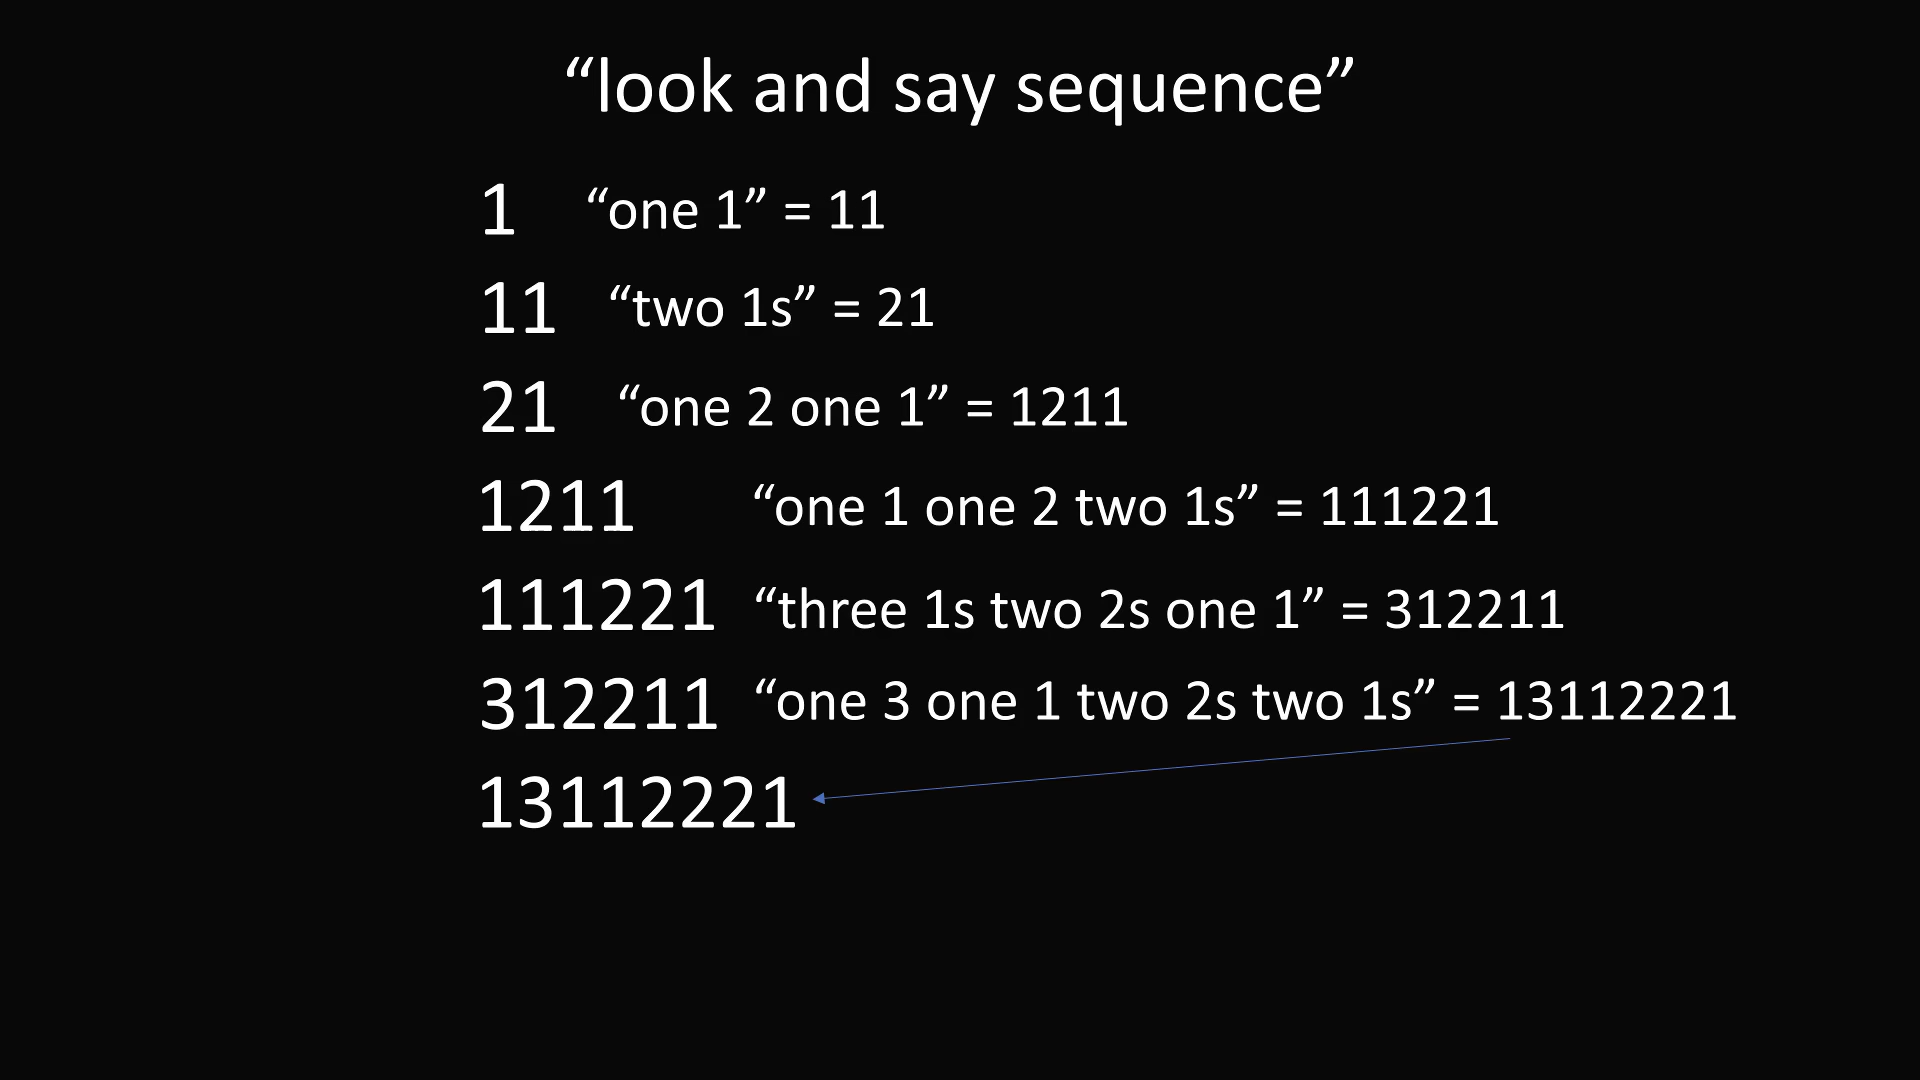 “look and say sequence”
1 “one 1” = 11
11 “two 1s” = 21
21 “one 2 one 1” = 1211
1211 “one 1 one 2 two 1s” = 111221
111221 “three 1s two 2s one 1” = 312211
312211 “one 3 one 1 two 2s two 1s” = 13112221
13112221